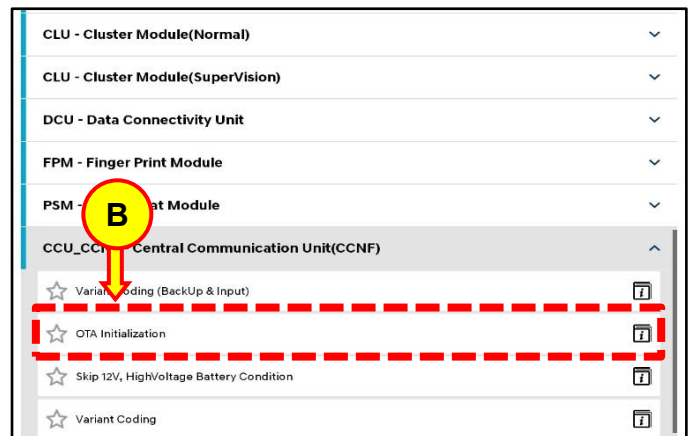 CLU - Cluster Module(Normal)
CLU - Cluster Module(SuperVision)
DCU - Data Connectivity Unit
FPM - Finger Print Module
PSM - at Module
B
CCU_CC Central Communication Unit(CCNF)
Variant oding (BackUp & Input)
OTA Initialization
Skip 12V, HighVoltage Battery Condition
Variant Coding